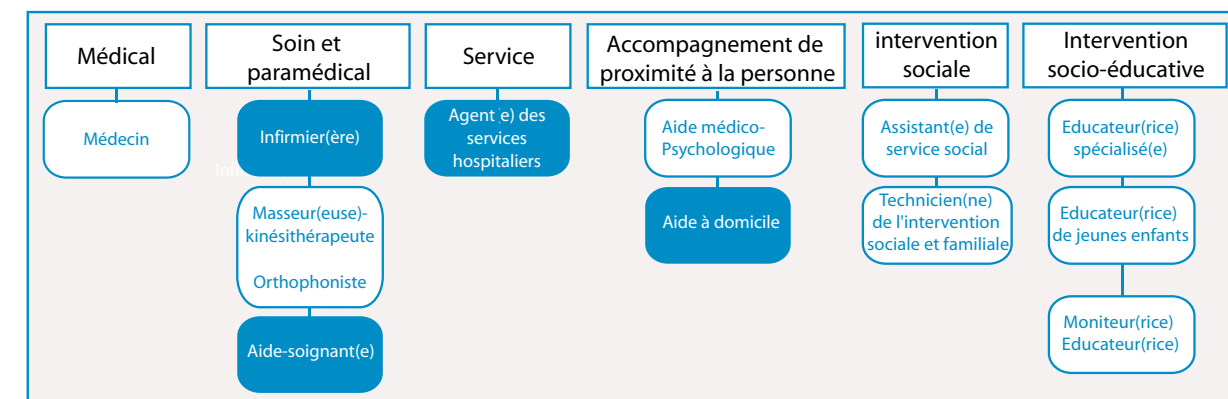 Médical
Soin et
paramédical
Service
Accompagnement de
proximité à la personne
intervention
sociale
Intervention
socio-éducative
Médecin
Infirmier(ère)
Infi
Masseur(euse)-
kinésithérapeute
Orthophoniste
Aide-soignant(e)
Agent(e) des
services
hospitaliers
Aide médico-
Psychologique
Aide à domicile
Assistant(e) de
service social
Technicien(ne)
de l'intervention
sociale et familiale
Educateur(rice)
spécialisé(e)
Educateur(rice)
de jeunes enfants
Moniteur(rice)
Educateur(rice)